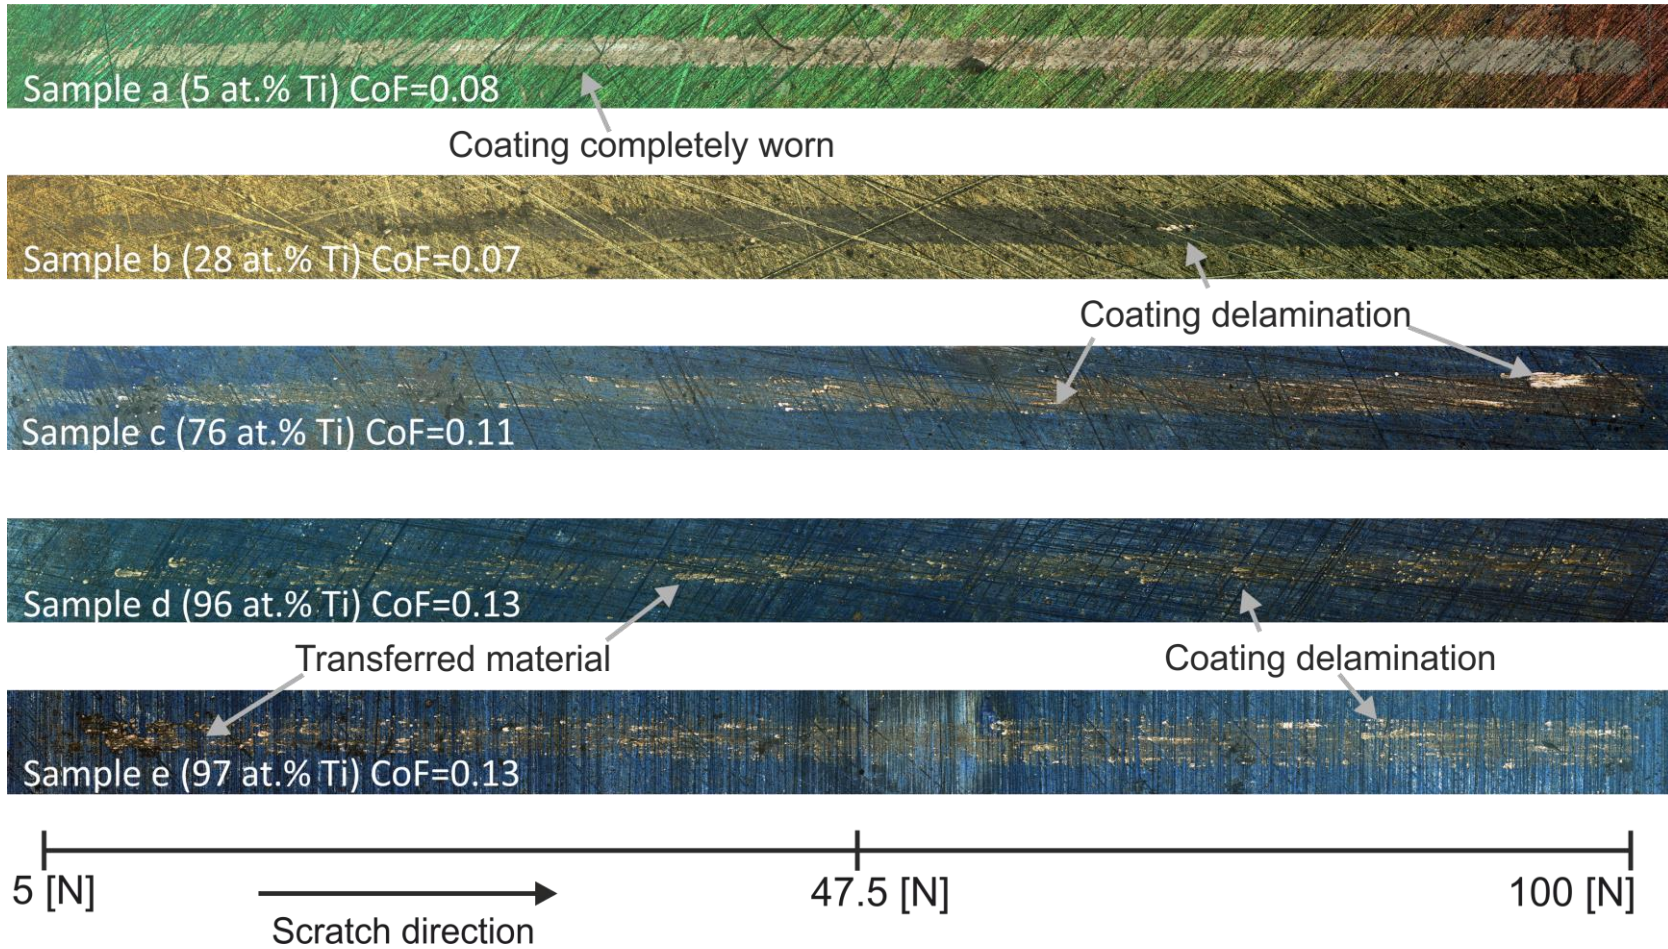 Sample a (5 at.% Ti) CoF=0.08
Coating completely worn
Sample b (28 at.% Ti) CoF=0.07
Coating delamination
Sample c (76 at.% Ti) CoF=0.11
Sample d (96 at.% Ti) CoF=0.13
Transferred material
Coating delamination
Sample e (97 at.% Ti) CoF=0.13
5 [N]
47.5 [N]
100 [N]
Scratch direction